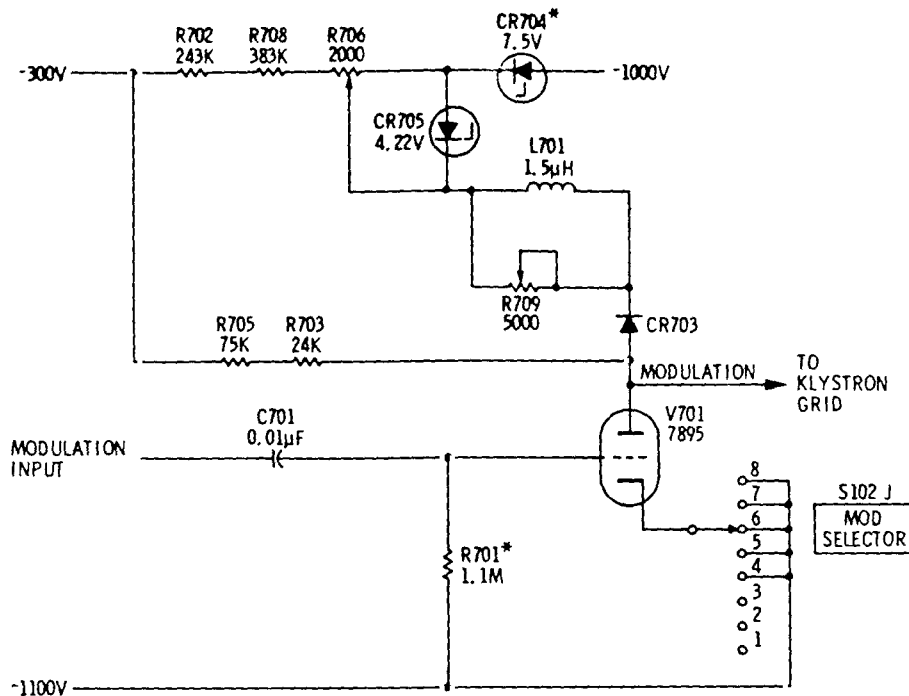 CR704*
7.5V
R702
243K
R708
383K
R706
2000
-300V
-1000V
CR705
4.22V
L701
1.5μH
R709
5000
CR703
R705
75K
R703
24K
MODULATION
TO
KLYSTRON
GRID
C701
0.01μF
V701
7895
MODULATION
INPUT
8
7
6
5
4
3
2
1
S102 J
MOD
SELECTOR
R701*
1.1M
-1100V